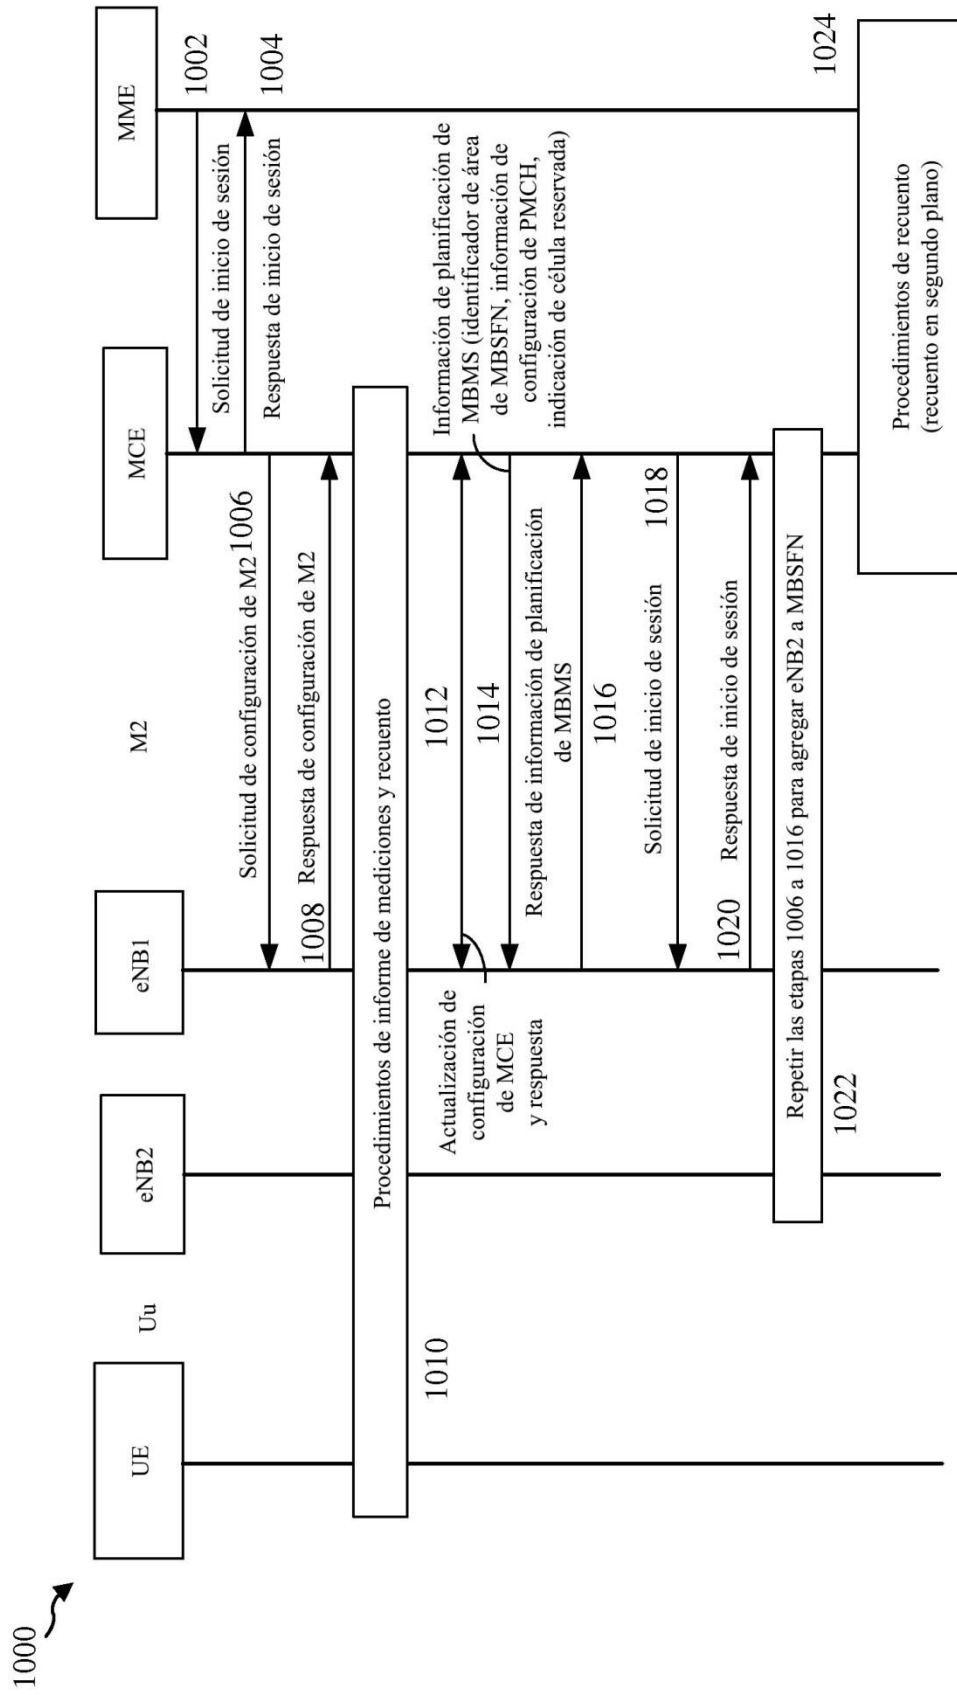 1000
UE
Uu
eNB2
eNB1
M2
MCE
MME
1002
Solicitud de inicio de sesión
1004
Respuesta de inicio de sesión
Solicitud de configuración de M2
1006
1008
Respuesta de configuración de M2
Procedimientos de informe de mediciones y recuento
1010
1012
Actualización de
configuración
de MCE
y respuesta
1014
Información de planificación de
MBMS (identificador de área
de MBSFN, información de
configuración de PMCH,
indicación de célula reservada)
Respuesta de información de planificación
de MBMS
1016
Solicitud de inicio de sesión
1018
1020
Respuesta de inicio de sesión
Repetir las etapas 1006 a 1016 para agregar eNB2 a MBSFN
1022
1024
Procedimientos de recuento
(recuento en segundo plano)